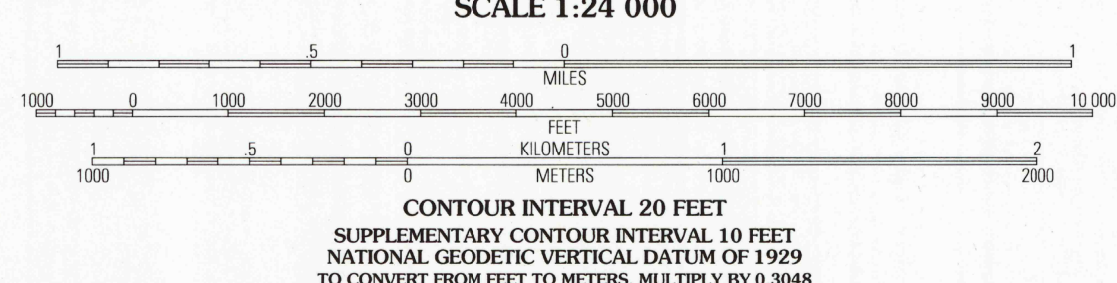 SCALE 1:24 000
1 .5 0 1
MILES
1000 0 1000 2000 3000 4000 5000 6000 7000 8000 9000 10 000
FEET
1 .5 0 KILOMETERS 1 2
1000 0 METERS 1000 2000
CONTOUR INTERVAL 20 FEET
SUPPLEMENTARY CONTOUR INTERVAL 10 FEET
NATIONAL GEODETIC VERTICAL DATUM OF 1929
TO CONVERT FROM FEET TO METERS, MULTIPLY BY 0.3048